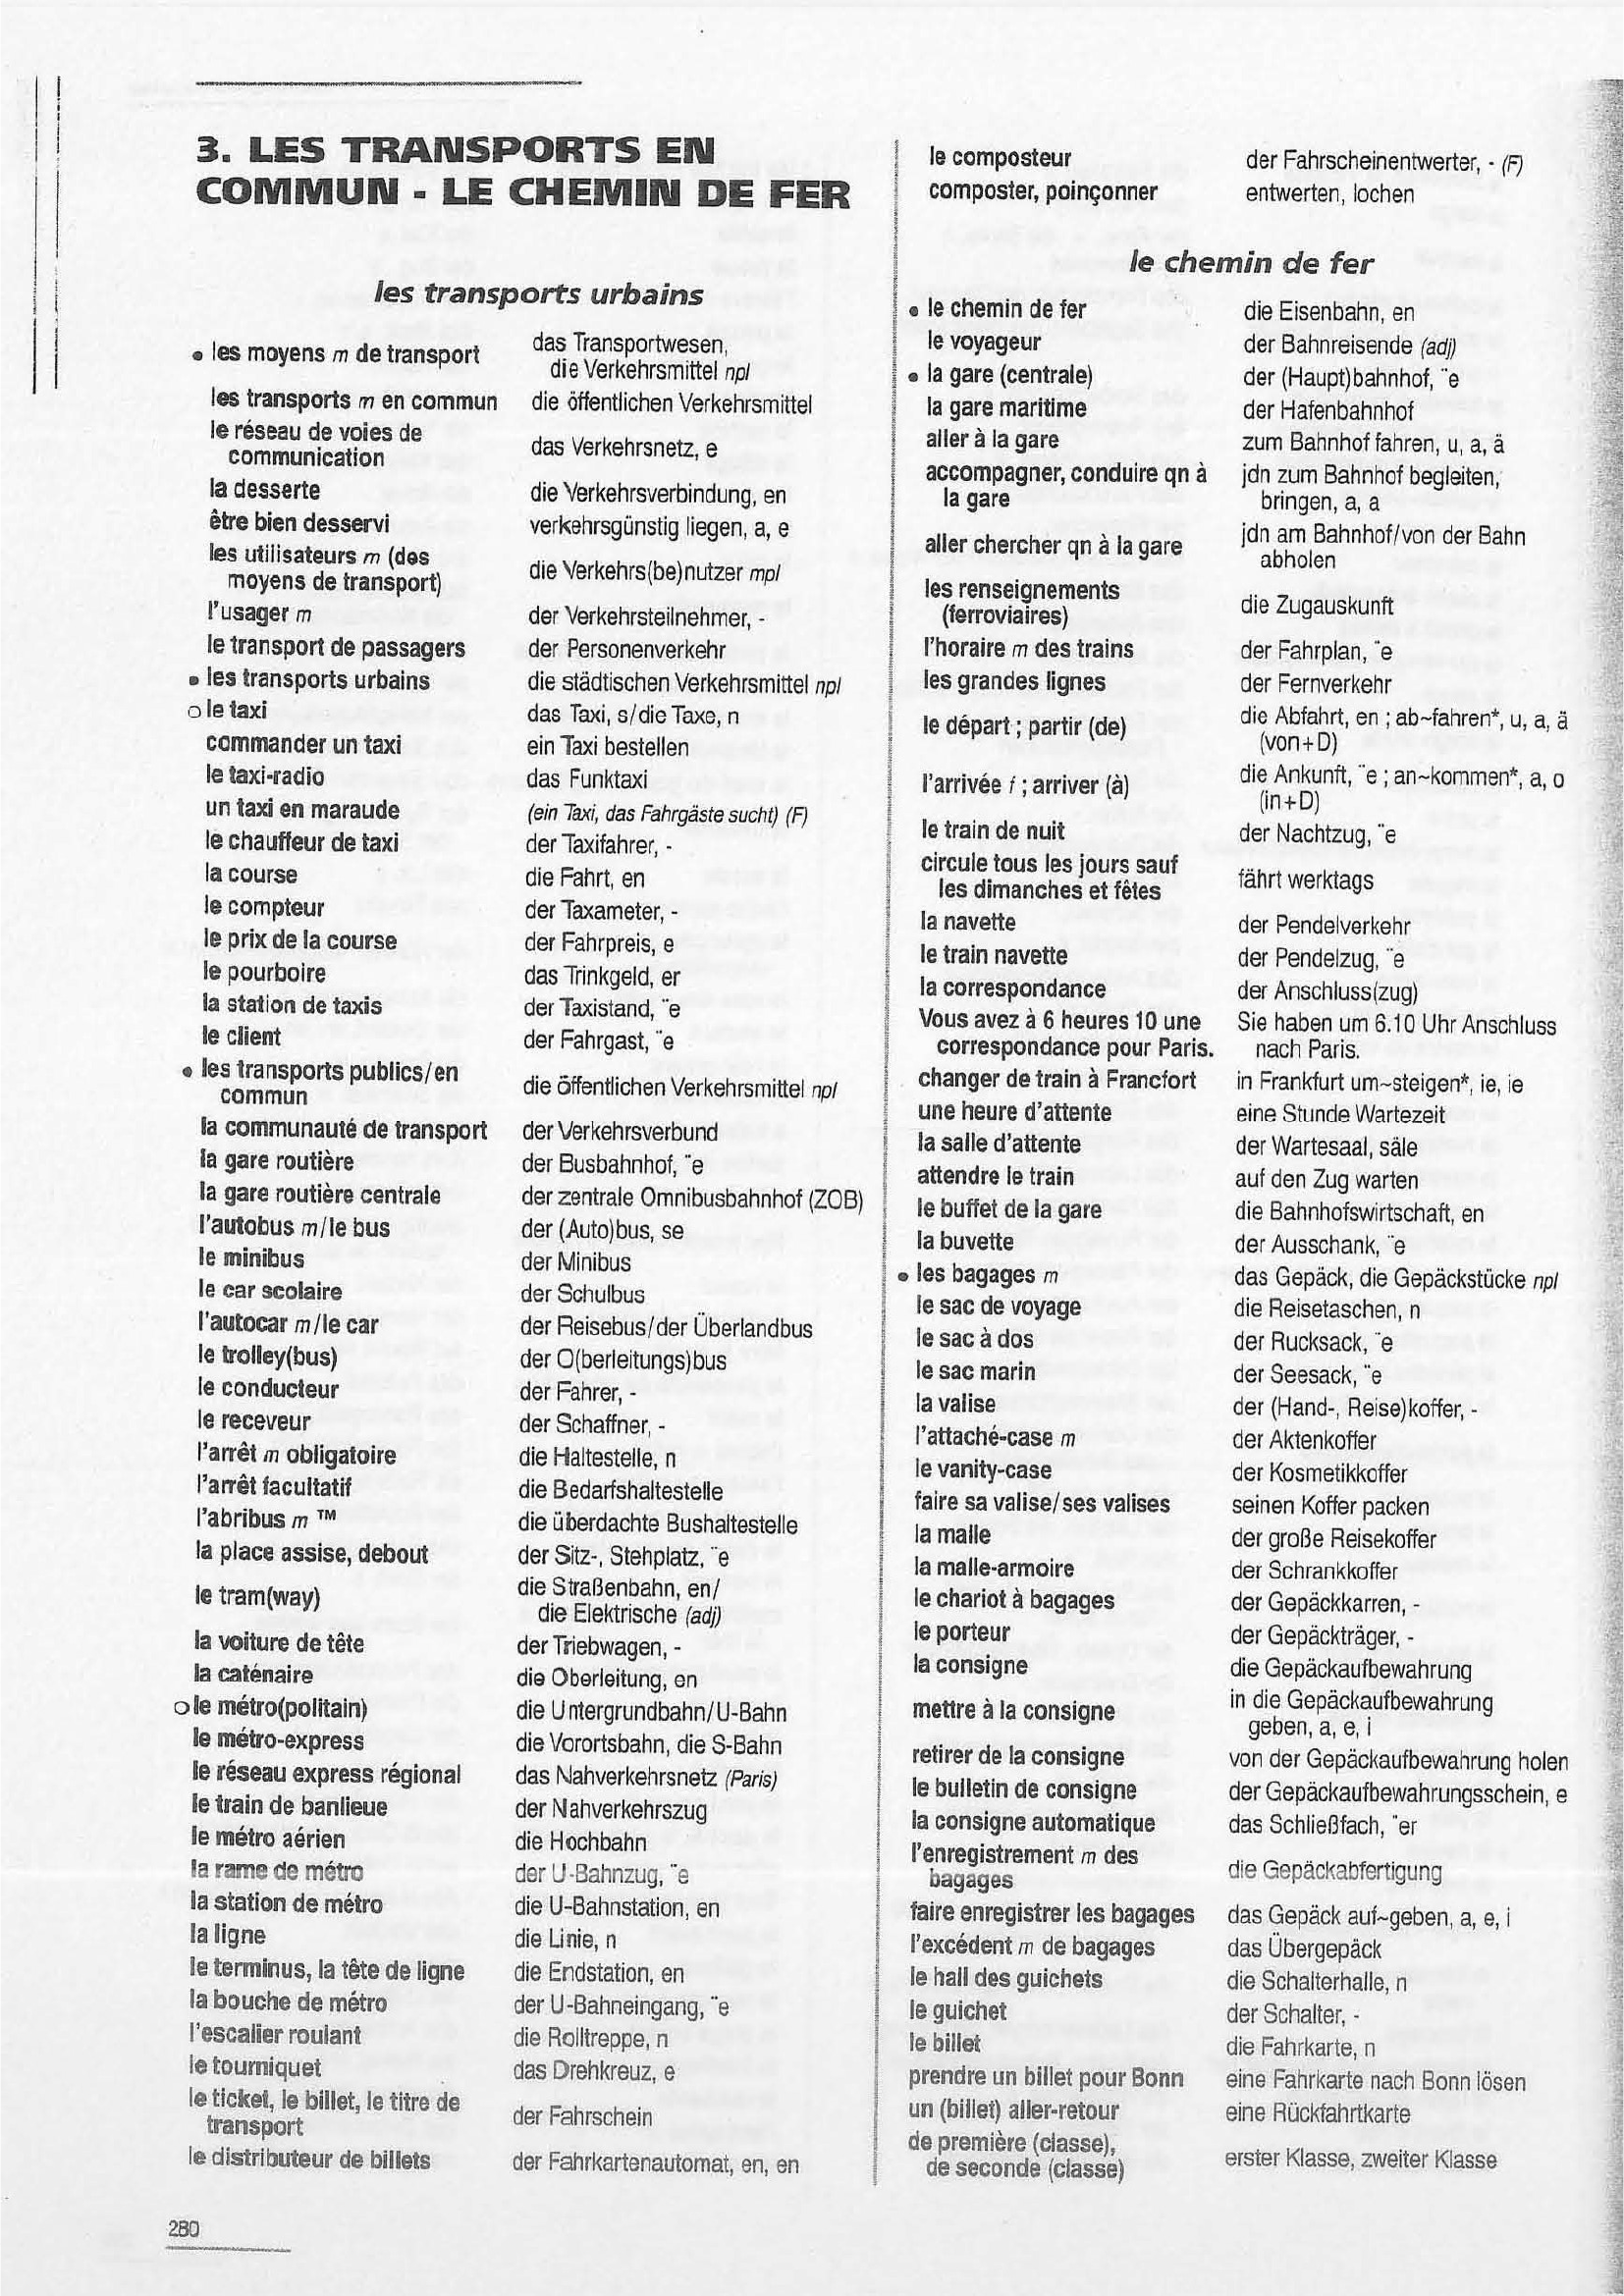 3. LES TRANSPORTS EN
COMMUN - LE CHEMIN DE FER
les transports urbains
• les moyens m de transport das Transportwesen,
die Verkehrsmittel npl
les transports m en commun die öffentlichen Verkehrsmittel
le réseau de voies de
communication das Verkehrsnetz, e
la desserte die Verkehrsverbindung, en
être bien desservi verkehrsgünstig liegen, a, e
les utilisateurs m (des
moyens de transport) die Verkehrs(be)nutzer mpl
l'usager m der Verkehrsteilnehmer, -
le transport de passagers der Personenverkehr
• les transports urbains die städtischen Verkehrsmittel npl
o le taxi das Taxi, s/die Taxe, n
commander un taxi ein Taxi bestellen
le taxi-radio das Funktaxi
un taxi en maraude (ein Taxi, das Fahrgäste sucht) (F)
le chauffeur de taxi der Taxifahrer, -
la course die Fahrt, en
le compteur der Taxameter, -
le prix de la course der Fahrpreis, e
le pourboire das Trinkgeld, er
la station de taxis der Taxistand, ¨e
le client der Fahrgast, ¨e
• les transports publics/en
commun die öffentlichen Verkehrsmittel npl
la communauté de transport der Verkehrsverbund
la gare routière der Busbahnhof, ¨e
la gare routière centrale der zentrale Omnibusbahnhof (ZOB)
l'autobus m/le bus der (Auto)bus, se
le minibus der Minibus
le car scolaire der Schulbus
l'autocar m/le car der Reisebus/der Überlandbus
le trolley(bus) der O(berleitungs)bus
le conducteur der Fahrer, -
le receveur der Schaffner, -
l'arrêt m obligatoire die Haltestelle, n
l'arrêt facultatif die Bedarfshaltestelle
l'abribus m ™ die überdachte Bushaltestelle
la place assise, debout der Sitz-, Stehplatz, ¨e
le tram(way) die Straßenbahn, en/
die Elektrische (adj)
la voiture de tête der Triebwagen, -
la caténaire die Oberleitung, en
o le métro(politain) die Untergrundbahn/U-Bahn
le métro-express die Vorortsbahn, die S-Bahn
le réseau express régional das Nahverkehrsnetz (Paris)
le train de banlieue der Nahverkehrszug
le métro aérien die Hochbahn
la rame de métro der U-Bahnzug, ¨e
la station de métro die U-Bahnstation, en
la ligne die Linie, n
le terminus, la tête de ligne die Endstation, en
la bouche de métro der U-Bahneingang, ¨e
l'escalier roulant die Rolltreppe, n
le tourniquet das Drehkreuz, e
le ticket, le billet, le titre de
transport der Fahrschein
le distributeur de billets der Fahrkartenautomat, en, en
280
le composteur der Fahrscheinentwerter, - (F)
composter, poinçonner entwerten, lochen
le chemin de fer
• le chemin de fer die Eisenbahn, en
le voyageur der Bahnreisende (adj)
• la gare (centrale) der (Haupt)bahnhof, ¨e
la gare maritime der Hafenbahnhof
aller à la gare zum Bahnhof fahren, u, a, ä
accompagner, conduire qn à jdn zum Bahnhof begleiten,
la gare bringen, a, a
aller chercher qn à la gare jdn am Bahnhof/von der Bahn
abholen
les renseignements
(ferroviaires) die Zugauskunft
l'horaire m des trains der Fahrplan, ¨e
les grandes lignes der Fernverkehr
le départ ; partir (de) die Abfahrt, en ; ab~fahren*, u, a, ä
(von+D)
l'arrivée f ; arriver (à) die Ankunft, ¨e ; an~kommen*, a, o
(in+D)
le train de nuit der Nachtzug, ¨e
circule tous les jours sauf
les dimanches et fêtes fährt werktags
la navette der Pendelverkehr
le train navette der Pendelzug, ¨e
la correspondance der Anschluss(zug)
Vous avez à 6 heures 10 une Sie haben um 6.10 Uhr Anschluss
correspondance pour Paris. nach Paris.
changer de train à Francfort in Frankfurt um~steigen*, ie, ie
une heure d'attente eine Stunde Wartezeit
la salle d'attente der Wartesaal, säle
attendre le train auf den Zug warten
le buffet de la gare die Bahnhofswirtschaft, en
la buvette der Ausschank, ¨e
• les bagages m das Gepäck, die Gepäckstücke npl
le sac de voyage die Reisetaschen, n
le sac à dos der Rucksack, ¨e
le sac marin der Seesack, ¨e
la valise der (Hand-, Reise)koffer, -
l'attaché-case m der Aktenkoffer
le vanity-case der Kosmetikkoffer
faire sa valise/ses valises seinen Koffer packen
la malle der große Reisekoffer
la malle-armoire der Schrankkoffer
le chariot à bagages der Gepäckkarren, -
le porteur der Gepäckträger, -
la consigne die Gepäckaufbewahrung
mettre à la consigne in die Gepäckaufbewahrung
geben, a, e, i
retirer de la consigne von der Gepäckaufbewahrung holen
le bulletin de consigne der Gepäckaufbewahrungsschein, e
la consigne automatique das Schließfach, ¨er
l'enregistrement m des
bagages die Gepäckabfertigung
faire enregistrer les bagages das Gepäck auf~geben, a, e, i
l'excédent m de bagages das Übergepäck
le hall des guichets die Schalterhalle, n
le guichet der Schalter, -
le billet die Fahrkarte, n
prendre un billet pour Bonn eine Fahrkarte nach Bonn lösen
un (billet) aller-retour eine Rückfahrtkarte
de première (classe),
de seconde (classe) erster Klasse, zweiter Klasse